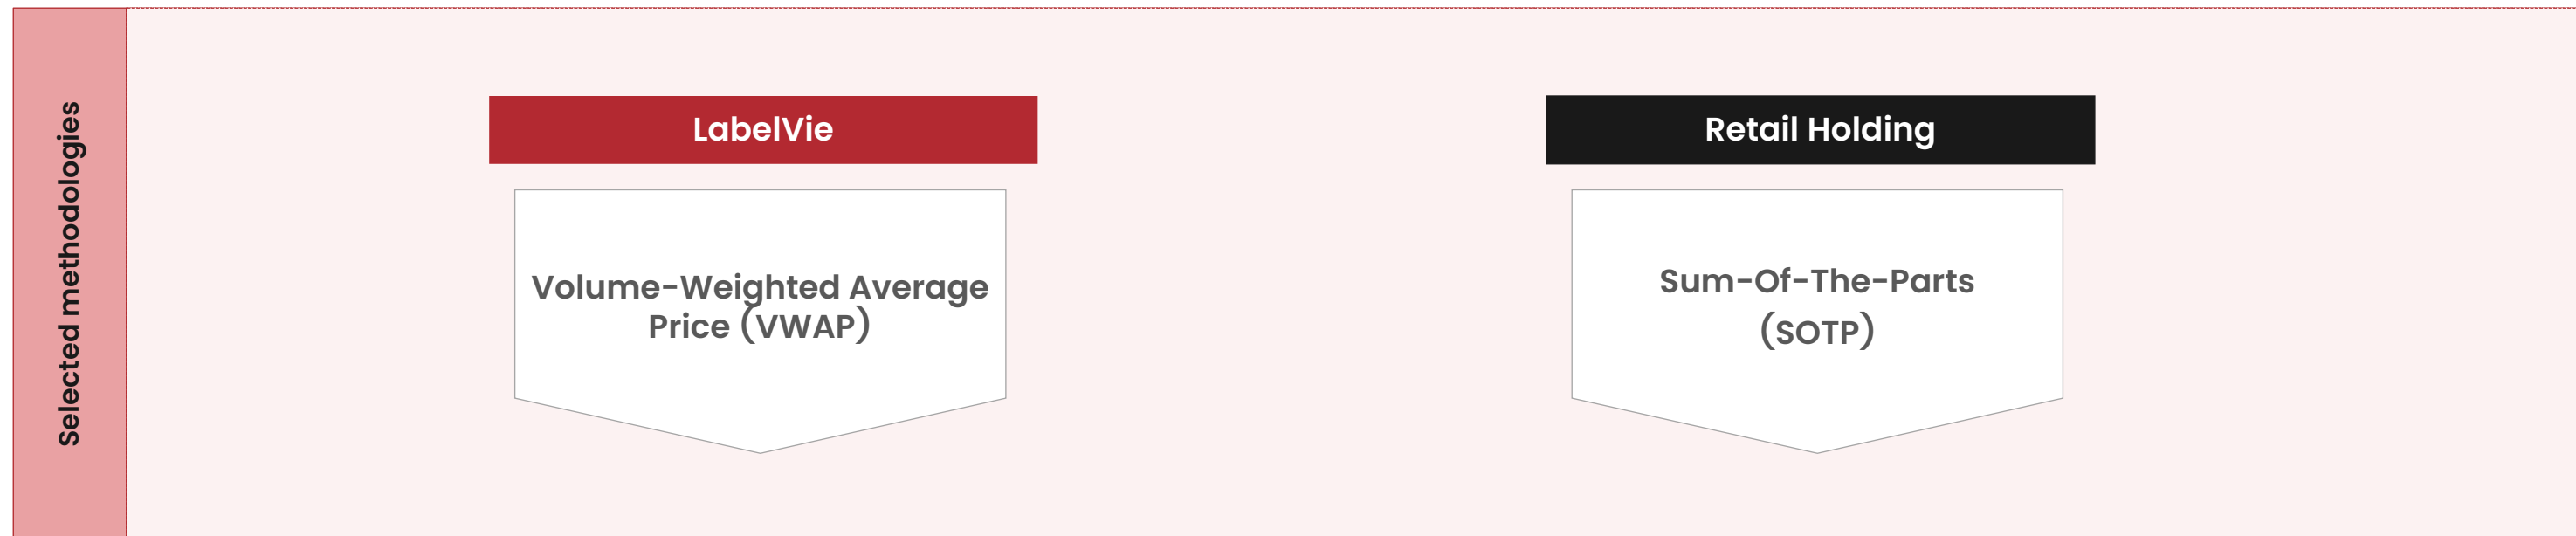 Selected methodologies
LabelVie
Retail Holding
Volume-Weighted Average
Price (VWAP)
Sum-Of-The-Parts
(SOTP)